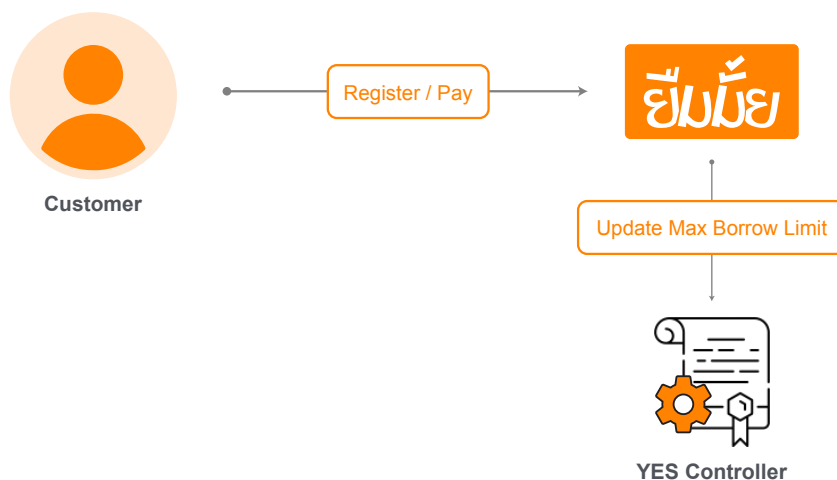 Register / Pay
ยืมมั้ย
Customer
Update Max Borrow Limit
YES Controller